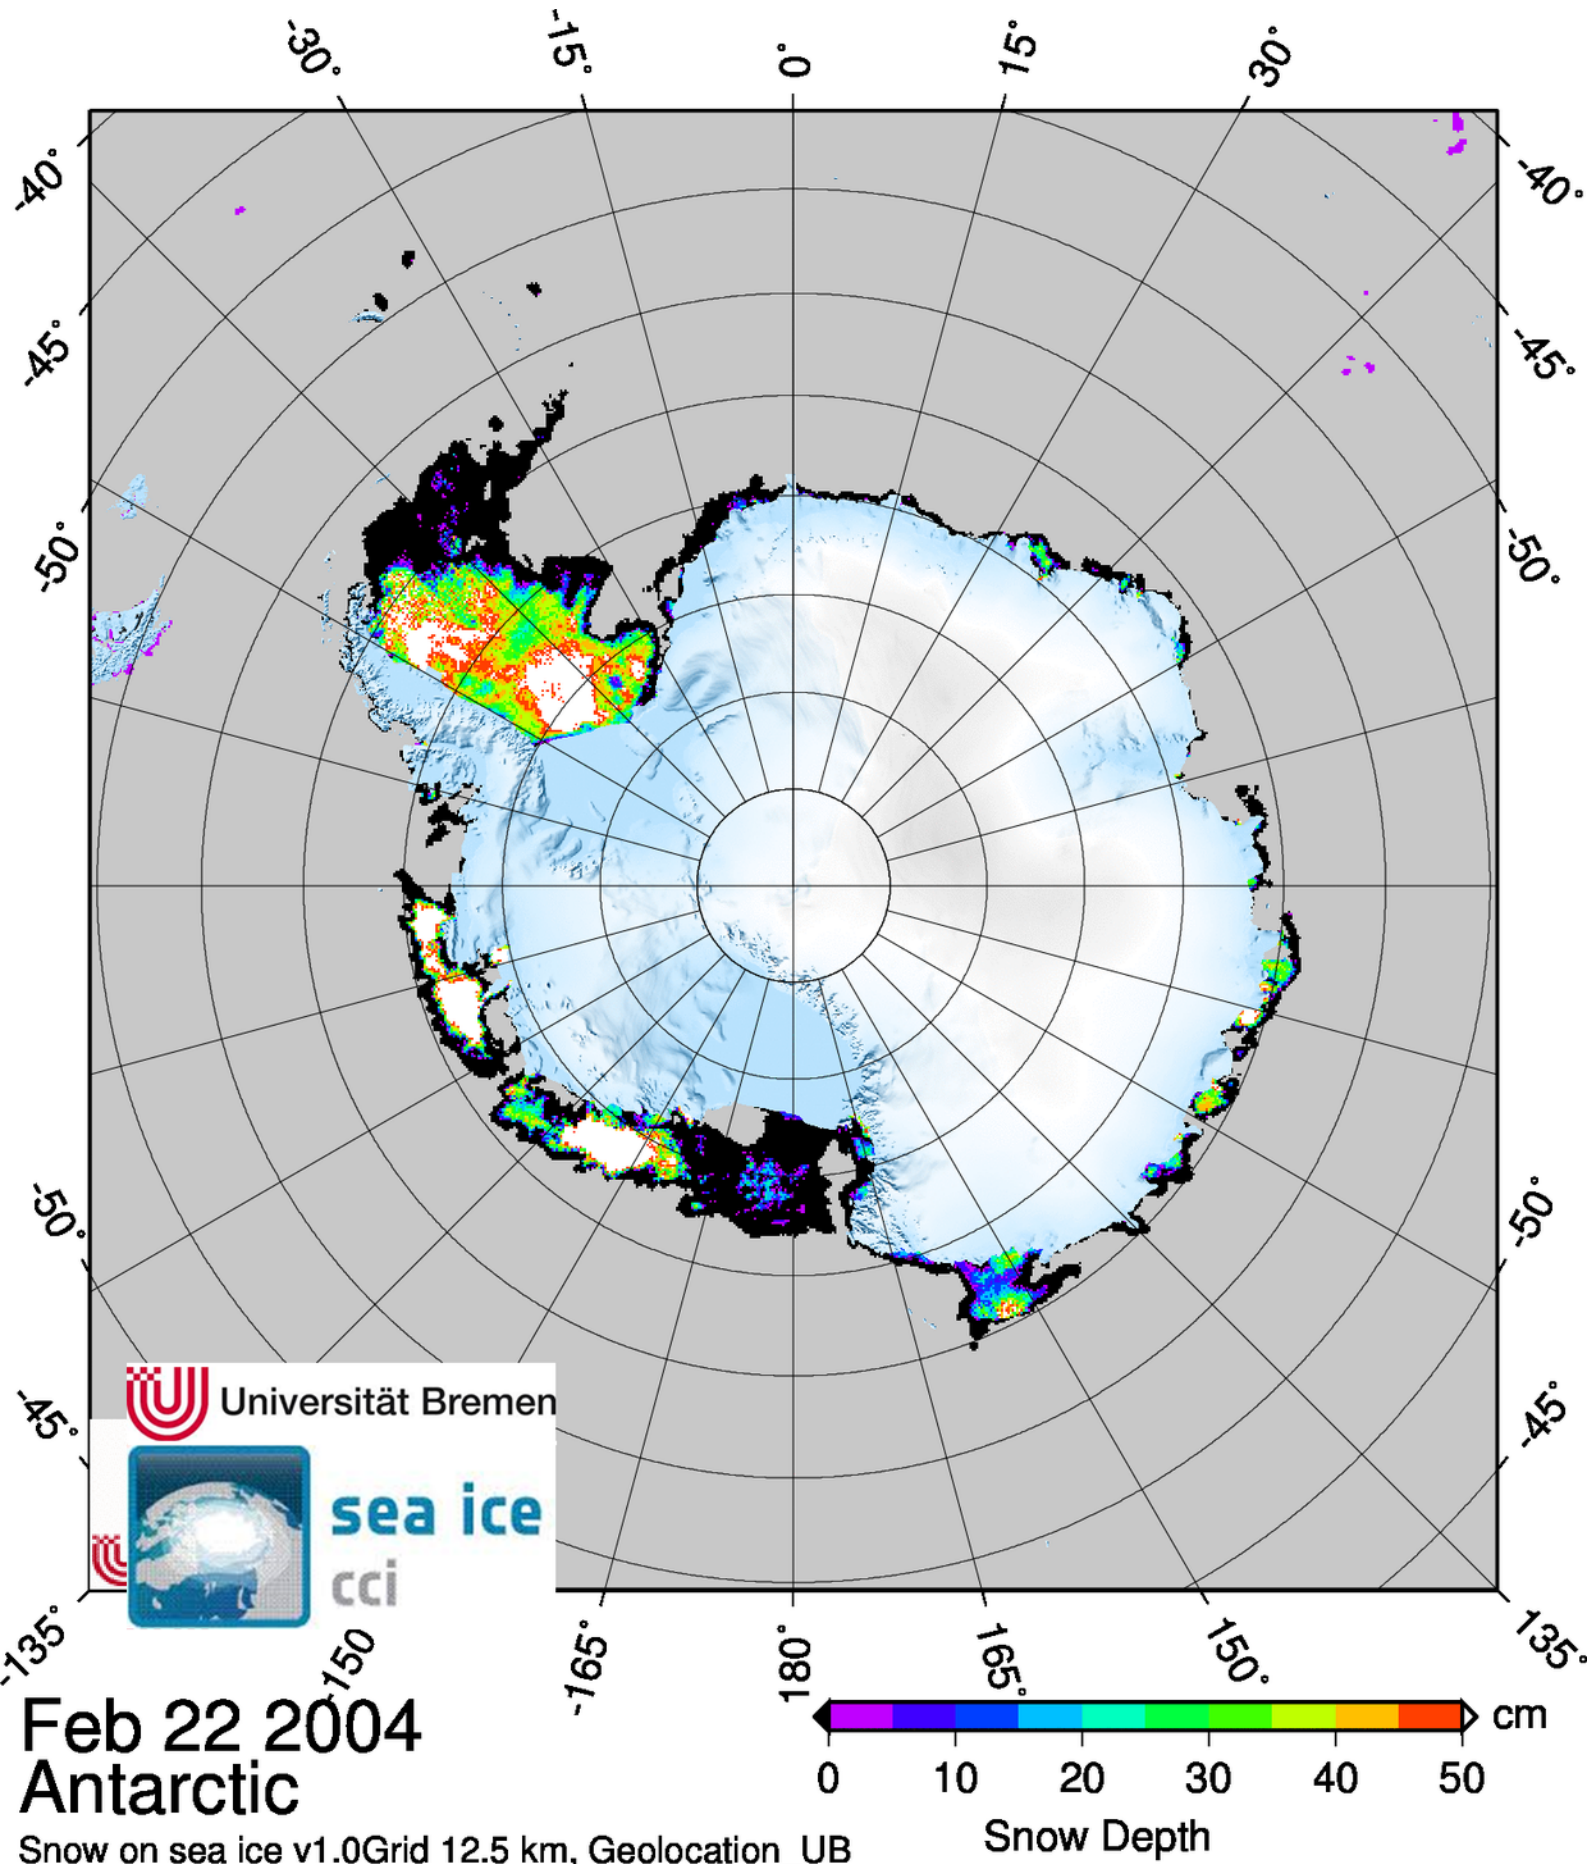 -30°
-15°
0°
15°
30°
-40°
-40°
-45°
-45°
-50°
-50°
-50°
-50°
-45°
-45°
Universität Bremen
sea ice
cci
-135°
-150
-165°
180°
165°
150°
135°
Feb 22 2004
Antarctic
Snow on sea ice v1.0Grid 12.5 km, Geolocation UB
cm
0 10 20 30 40 50
Snow Depth